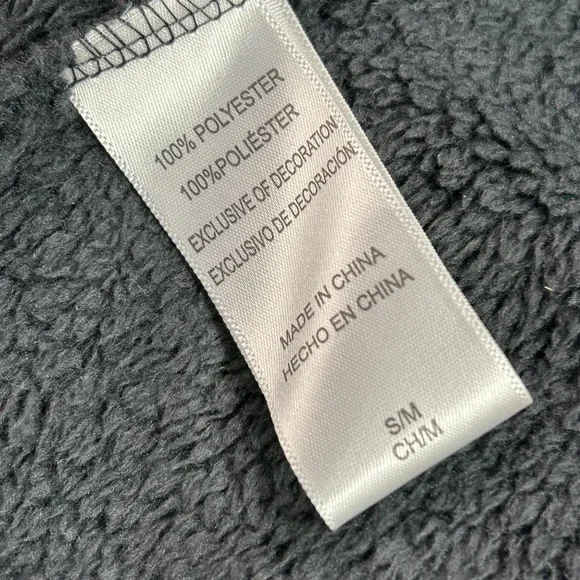 100% POLYESTER
100%POLIÉSTER
EXCLUSIVE OF DECORATION
EXCLUSIVO DE DECORACIÓN
MADE IN CHINA
HECHO EN CHINA
S/M
CH/M